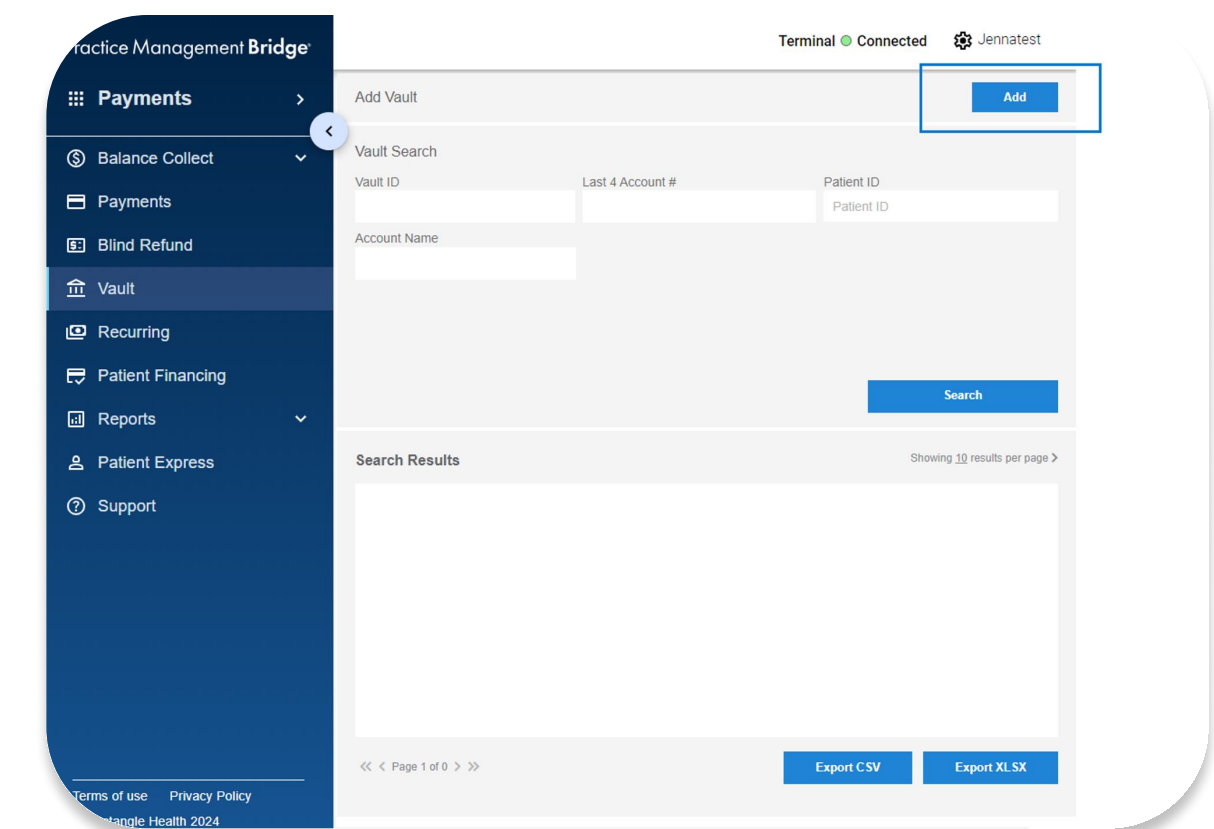 ractice Management Bridge
Terminal Connected Jennatest
Payments
Balance Collect
Payments
Blind Refund
Vault
Recurring
Patient Financing
Reports
Patient Express
Support
Terms of use Privacy Policy
tangle Health 2024
Add Vault
Add
Vault Search
Vault ID Last 4 Account # Patient ID
Patient ID
Account Name
Search
Search Results
Showing 10 results per page >
<< < Page 1 of 0 > >>
Export CSV Export XLSX